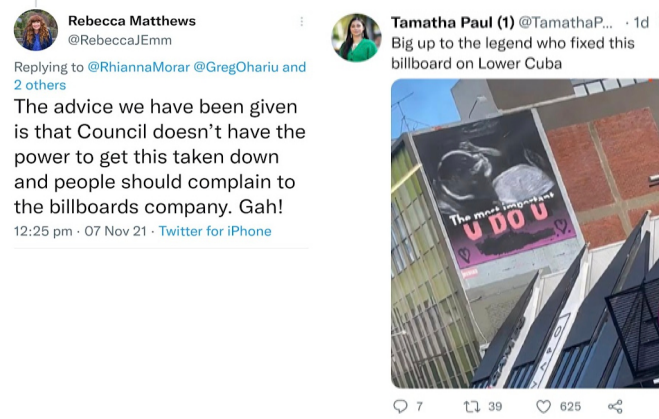 Rebecca Matthews
@RebeccaJEmm
Replying to @RhiannaMorar @GregOhariu and
2 others
The advice we have been given
is that Council doesn't have the
power to get this taken down
and people should complain to
the billboards company. Gah!
12:25 pm · 07 Nov 21 · Twitter for iPhone
Tamatha Paul (1) @TamathaP... · 1d
Big up to the legend who fixed this
billboard on Lower Cuba
The most important
U DO U
7
39
625